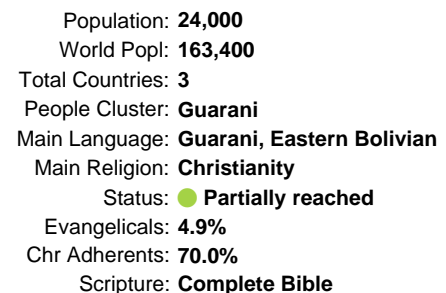 Population: 24,000
World Popl: 163,400
Total Countries: 3
People Cluster: Guarani
Main Language: Guarani, Eastern Bolivian
Main Religion: Christianity
Status: Partially reached
Evangelicals: 4.9%
Chr Adherents: 70.0%
Scripture: Complete Bible